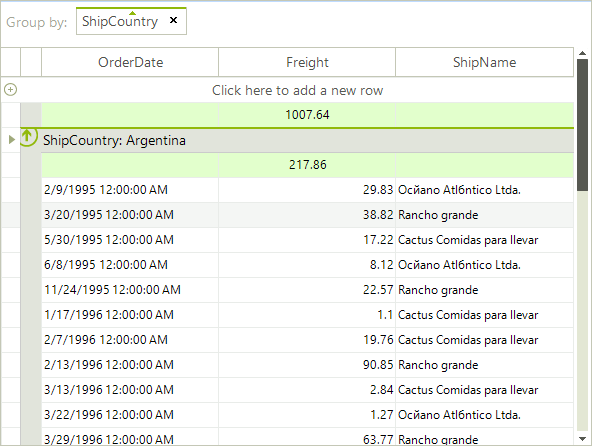 Group by: ShipCountry ×
OrderDate Freight ShipName
Click here to add a new row
1007.64
ShipCountry: Argentina
217.86
2/9/1995 12:00:00 AM 29.83 Осйано Atl6ntico Ltda.
3/20/1995 12:00:00 AM 38.82 Rancho grande
5/30/1995 12:00:00 AM 17.22 Cactus Comidas para llevar
6/8/1995 12:00:00 AM 8.12 Осйано Atl6ntico Ltda.
11/24/1995 12:00:00 AM 22.57 Rancho grande
1/17/1996 12:00:00 AM 1.1 Cactus Comidas para llevar
2/7/1996 12:00:00 AM 19.76 Cactus Comidas para llevar
2/13/1996 12:00:00 AM 90.85 Rancho grande
3/13/1996 12:00:00 AM 2.84 Cactus Comidas para llevar
3/22/1996 12:00:00 AM 1.27 Осйано Atl6ntico Ltda.
3/29/1996 12:00:00 AM 63.77 Rancho grande